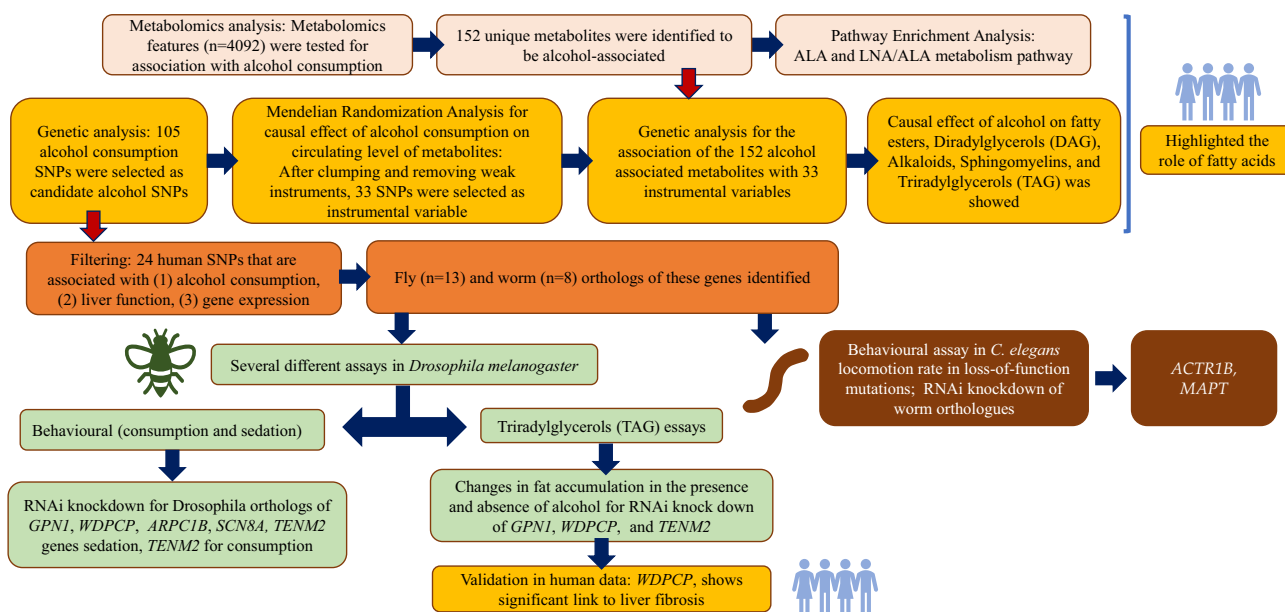 Metabolomics analysis: Metabolomics
features (n=4092) were tested for
association with alcohol consumption
152 unique metabolites were identified to
be alcohol-associated
Pathway Enrichment Analysis:
ALA and LNA/ALA metabolism pathway
Genetic analysis: 105
alcohol consumption
SNPs were selected as
candidate alcohol SNPs
Mendelian Randomization Analysis for
causal effect of alcohol consumption on
circulating level of metabolites:
After clumping and removing weak
instruments, 33 SNPs were selected as
instrumental variable
Genetic analysis for the
association of the 152 alcohol
associated metabolites with 33
instrumental variables
Causal effect of alcohol on fatty
esters, Diradylglycerols (DAG),
Alkaloids, Sphingomyelins, and
Triradylglycerols (TAG) was
showed
Highlighted the
role of fatty acids
Filtering: 24 human SNPs that are
associated with (1) alcohol consumption,
(2) liver function, (3) gene expression
Fly (n=13) and worm (n=8) orthologs of these genes identified
Several different assays in Drosophila melanogaster
Behavioural assay in C. elegans
locomotion rate in loss-of-function
mutations; RNAi knockdown of
worm orthologues
ACTR1B,
MAPT
Behavioural (consumption and sedation)
Triradylglycerols (TAG) essays
RNAi knockdown for Drosophila orthologs of
GPN1, WDPCP, ARPC1B, SCN8A, TENM2
genes sedation, TENM2 for consumption
Changes in fat accumulation in the presence
and absence of alcohol for RNAi knock down
of GPN1, WDPCP, and TENM2
Validation in human data: WDPCP, shows
significant link to liver fibrosis